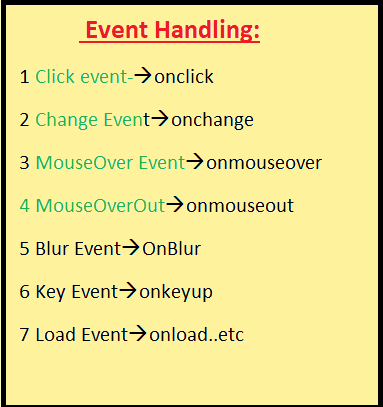 Event Handling:
1 Click event-→onclick
2 Change Event→onchange
3 MouseOver Event→onmouseover
4 MouseOverOut→onmouseout
5 Blur Event→OnBlur
6 Key Event→onkeyup
7 Load Event→onload..etc